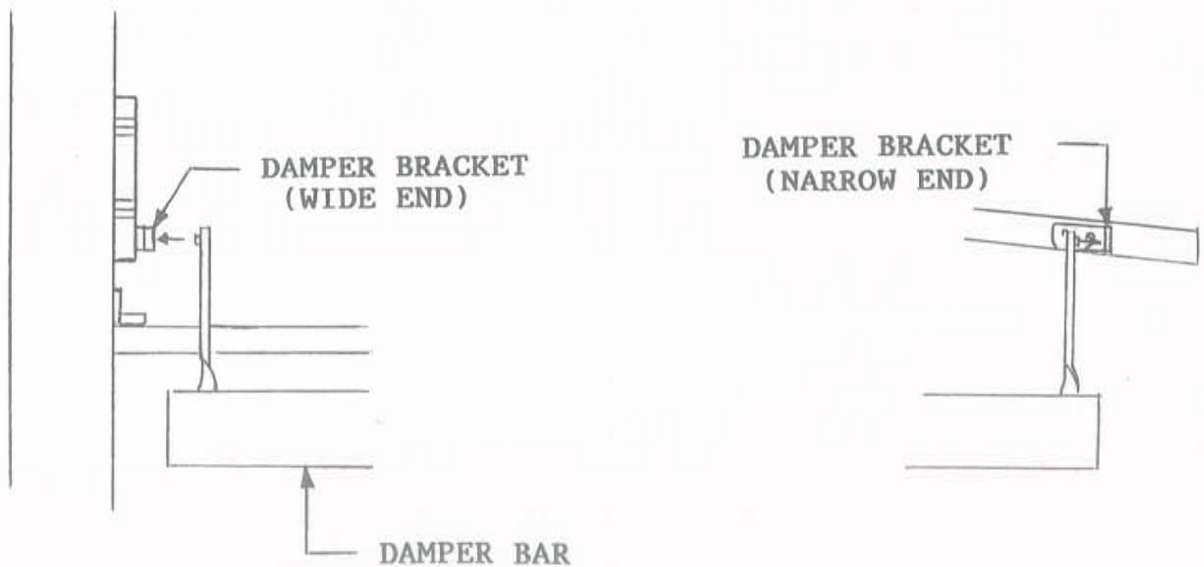 DAMPER BRACKET
(WIDE END)
DAMPER BRACKET
(NARROW END)
DAMPER BAR